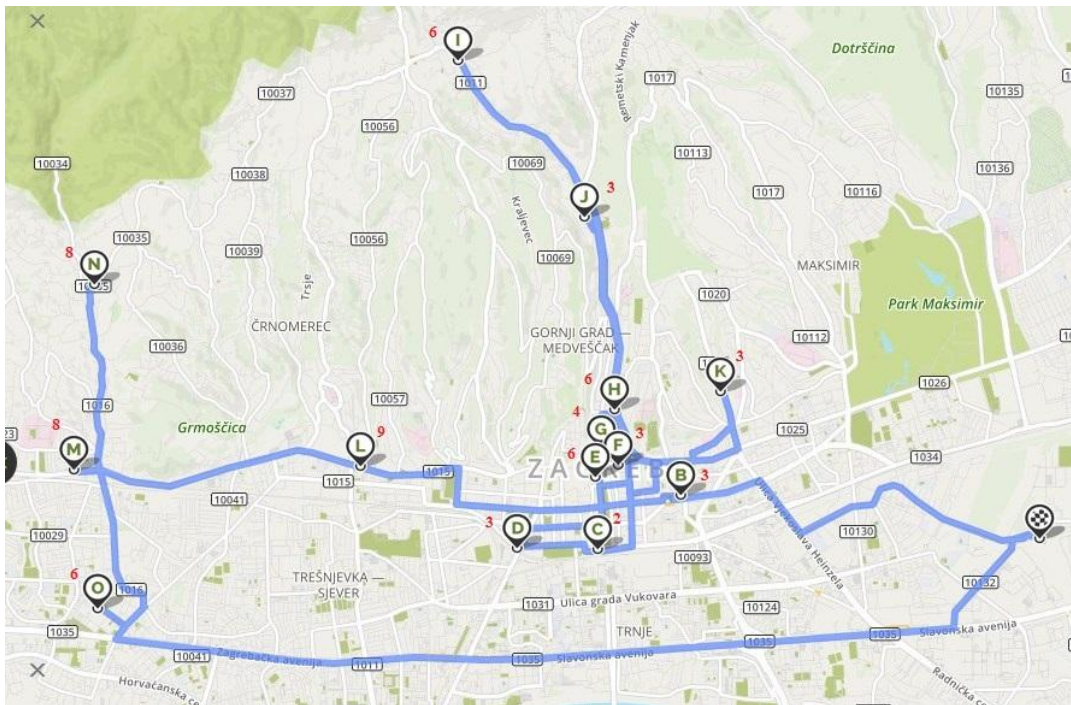 6
I
Dotrščina
1011
Remetski Kamenjak
1017
10037
10135
10056
10034
10069
10113
10136
10038
1017
10116
J
3
Kraljevec
10035
10056
10039
8
N
10069
MAKSIMIR
Trsje
1020
Park Maksimir
ČRNOMEREC
GORNJI GRAD —
MEDVEŠČAK
10112
10036
K
3
1026
6
H
10057
1016
4
G
Grmoščica
8
M
9
L
F
3
1025
6
E
1034
ZAGREB
B
3
1015
10041
3
D
2
C
Ulica Vjekoslava Heinzela
10029
10130
10093
TREŠNJEVKA —
SJEVER
6
O
1016
10132
1031
Ulica grada Vukovara
10124
1035
TRNJE
1035
1035
Slavonska avenija
10041
Zagrebačka avenija
1011
1035
Slavonska avenija
Horvaćanska ce
Radnička ce